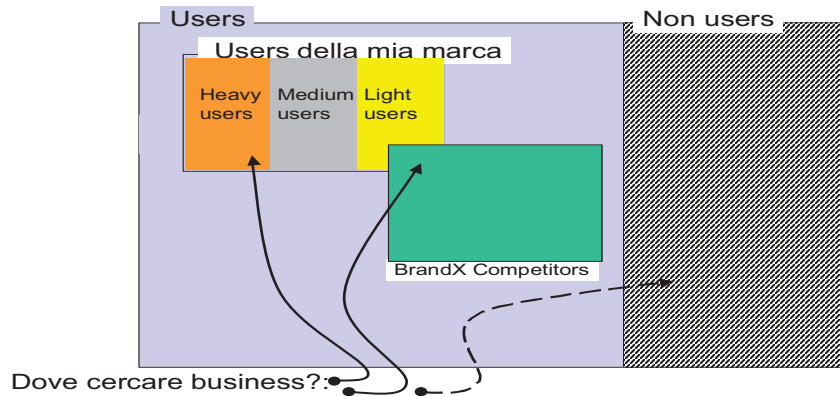 Users
Non users
Users della mia marca
Heavy
users
Medium
users
Light
users
BrandX Competitors
Dove cercare business?: